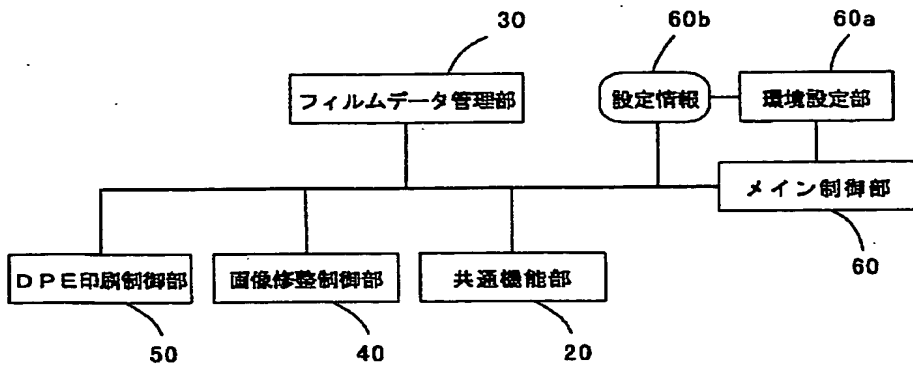 30
60b
60a
フィルムデータ管理部
設定情報
環境設定部
メイン制御部
60
DPE印刷制御部
画像修整制御部
共通機能部
50
40
20